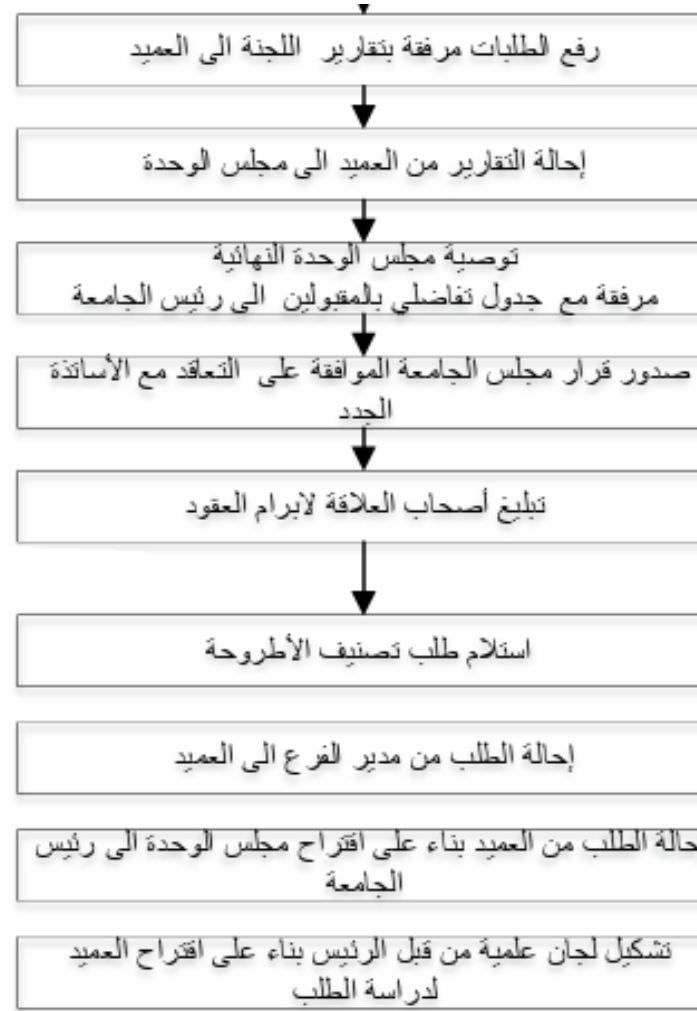 رفع الطلبات مرفقة بتقارير اللجنة الى العميد
إحالة التقارير من العميد الى مجلس الوحدة
توصية مجلس الوحدة النهائية
مرفقة مع جدول تفاضلي بالمقبولين الى رئيس الجامعة
صدور قرار مجلس الجامعة الموافقة على التعاقد مع الأساتذة
الجدد
تبليغ أصحاب العلاقة لابرام العقود
استلام طلب تصنيف الأطروحة
إحالة الطلب من مدير الفرع الى العميد
حالة الطلب من العميد بناء على اقتراح مجلس الوحدة الى رئيس
الجامعة
تشكيل لجان علمية من قبل الرئيس بناء على اقتراح العميد
لدراسة الطلب